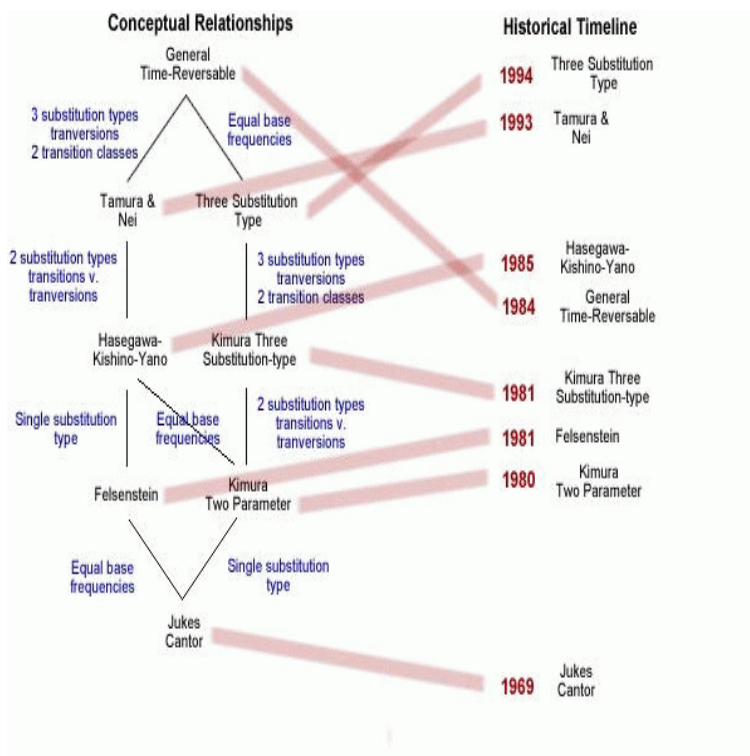 Conceptual Relationships
General
Time-Reversable
3 substitution types
tranversions
2 transition classes
Equal base
frequencies
Tamura &
Nei
Three Substitution
Type
2 substitution types
transitions v.
tranversions
3 substitution types
tranversions
2 transition classes
Hasegawa-
Kishino-Yano
Kimura Three
Substitution-type
Single substitution
type
Equal base
frequencies
2 substitution types
transitions v.
tranversions
Felsenstein
Kimura
Two Parameter
Equal base
frequencies
Single substitution
type
Jukes
Cantor
Historical Timeline
1994
Three Substitution
Type
1993
Tamura &
Nei
1985
Hasegawa-
Kishino-Yano
1984
General
Time-Reversable
1981
Kimura Three
Substitution-type
1981
Felsenstein
1980
Kimura
Two Parameter
1969
Jukes
Cantor